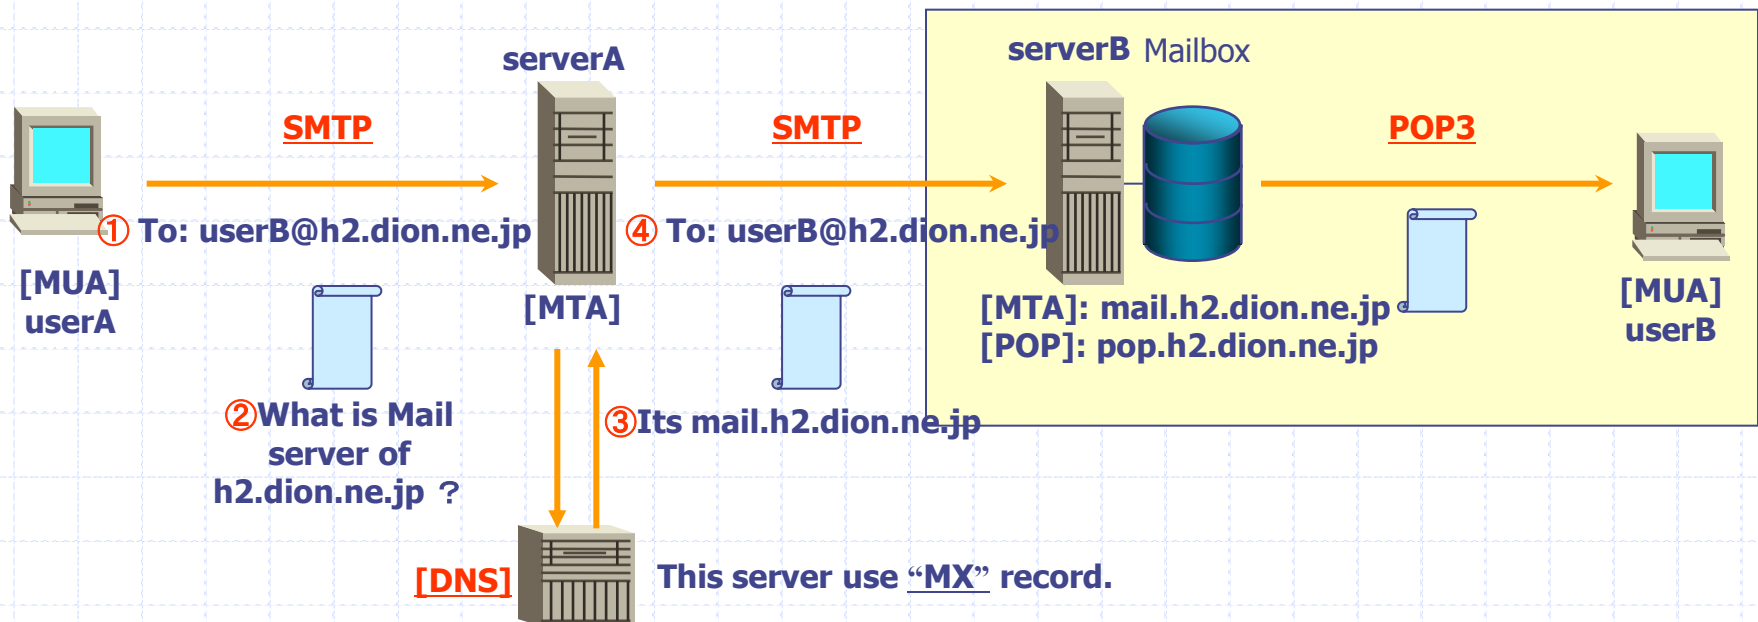 serverA
serverB Mailbox
SMTP
SMTP
POP3
① To: userB@h2.dion.ne.jp
④ To: userB@h2.dion.ne.jp
[MUA]
userA
[MTA]
[MTA]: mail.h2.dion.ne.jp
[POP]: pop.h2.dion.ne.jp
[MUA]
userB
②What is Mail
server of
h2.dion.ne.jp ？
③Its mail.h2.dion.ne.jp
[DNS]
This server use “MX” record.